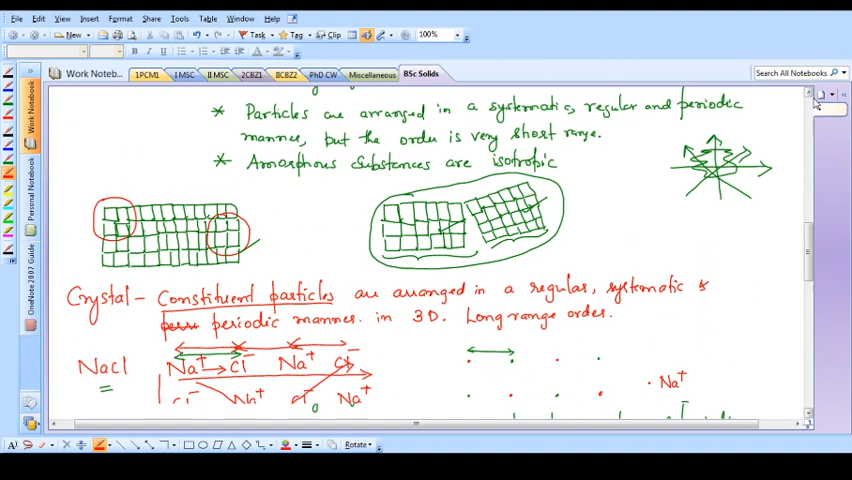 File Edit View Insert Format Share Tools Table Window Help
New Task Tag Clip 100%
B I U A
Work Noteb... 1PCM1 I MSC II MSC 2CBZ1 IICBZ2 PhD CW Miscellaneous BSc Solids Search All Notebooks
Work Notebook
Personal Notebook
OneNote 2007 Guide
* Particles are arranged in a systematic, regular and periodic
manner, but the order is very short range.
* Amorphous Substances are isotropic
Crystal - Constituent particles are arranged in a regular, systematic &
periodic manner. in 3D. Long range order.
NaCl Na⁺ → Cl⁻ Na⁺ Cl⁻
Na⁺
Cl⁻ Na⁺ Cl⁻ Na⁺
Rotate